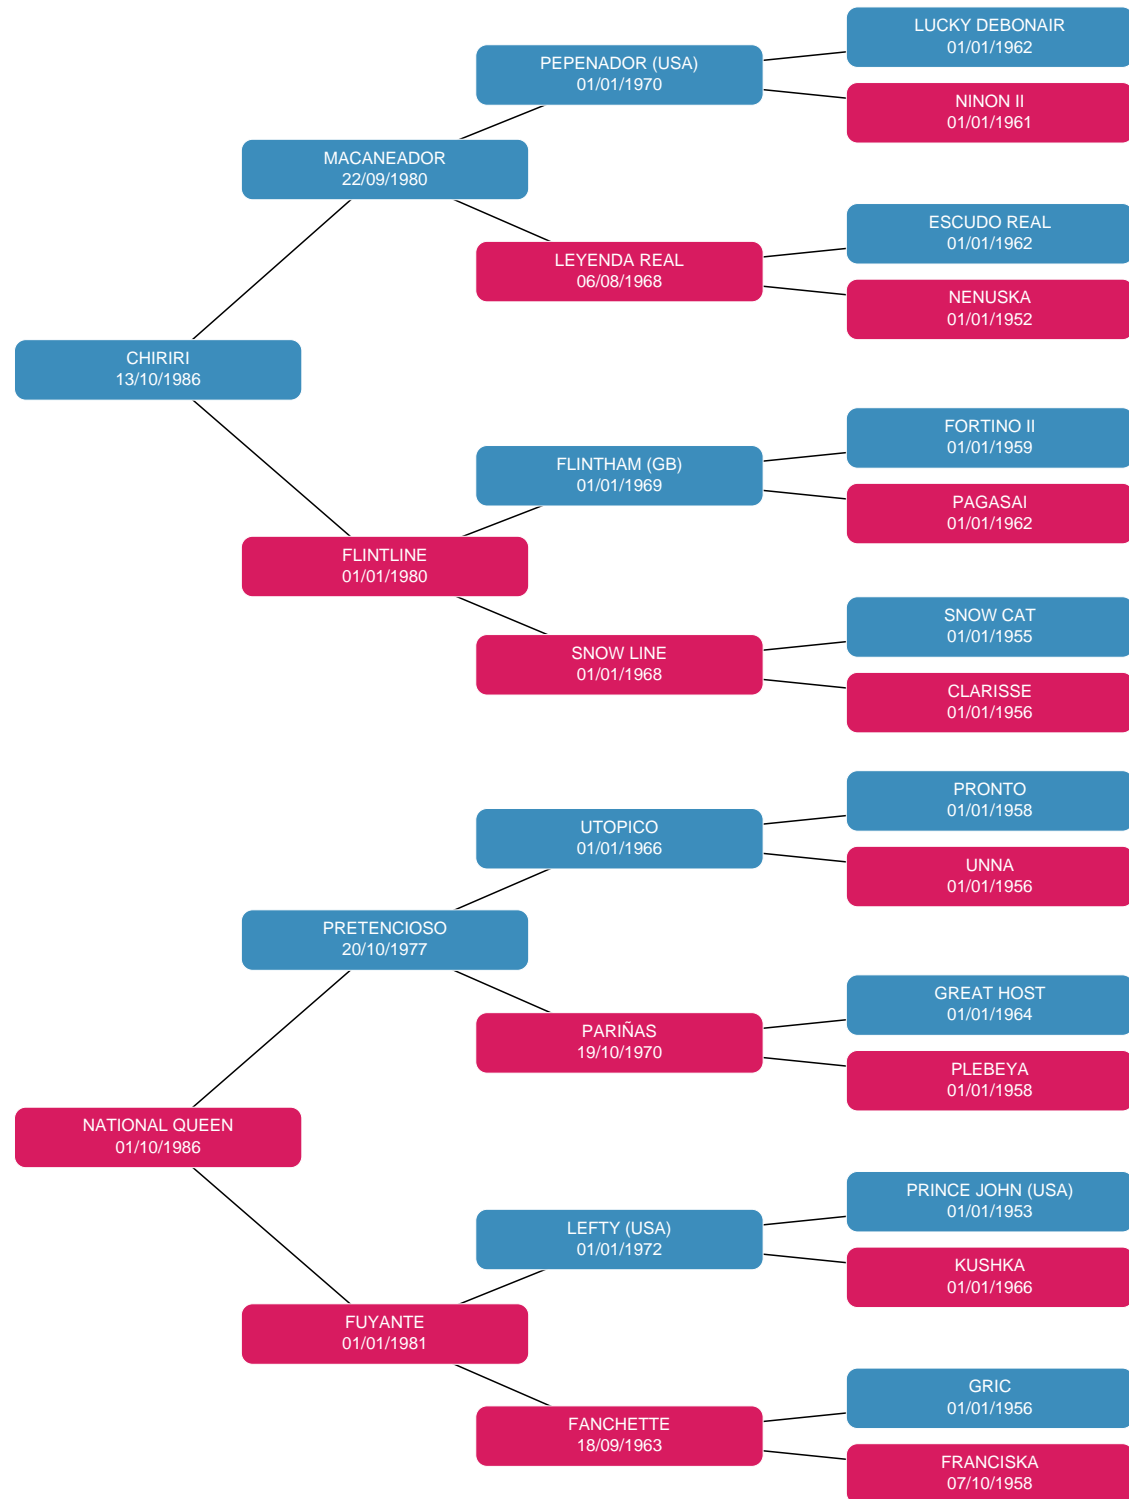 LUCKY DEBONAIR
01/01/1962
PEPENADOR (USA)
01/01/1970
NINON II
01/01/1961
MACANEADOR
22/09/1980
ESCUDO REAL
01/01/1962
LEYENDA REAL
06/08/1968
NENUSKA
01/01/1952
CHIRIRI
13/10/1986
FORTINO II
01/01/1959
FLINTHAM (GB)
01/01/1969
PAGASAI
01/01/1962
FLINTLINE
01/01/1980
SNOW CAT
01/01/1955
SNOW LINE
01/01/1968
CLARISSE
01/01/1956
PRONTO
01/01/1958
UTOPICO
01/01/1966
UNNA
01/01/1956
PRETENCIOSO
20/10/1977
GREAT HOST
01/01/1964
PARIÑAS
19/10/1970
PLEBEYA
01/01/1958
NATIONAL QUEEN
01/10/1986
PRINCE JOHN (USA)
01/01/1953
LEFTY (USA)
01/01/1972
KUSHKA
01/01/1966
FUYANTE
01/01/1981
GRIC
01/01/1956
FANCHETTE
18/09/1963
FRANCISKA
07/10/1958